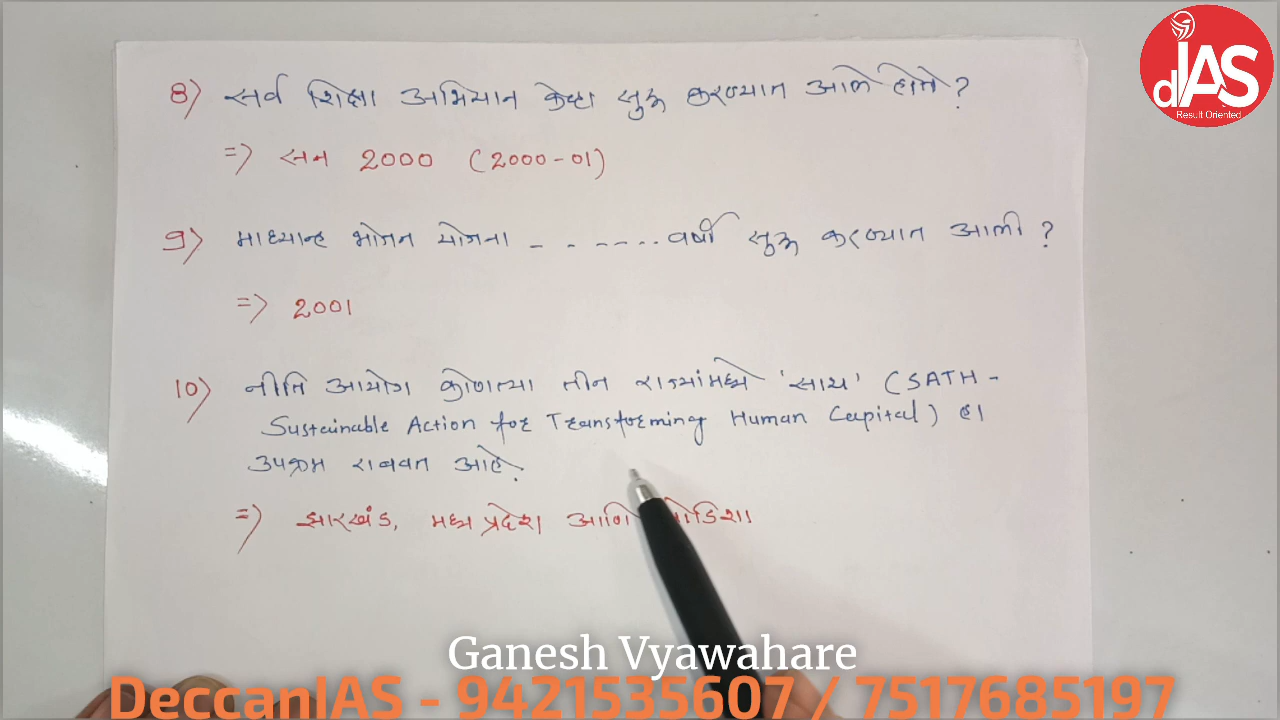 dIAS
Result Oriented
8) सर्व शिक्षा अभियान केव्हा सुरू करण्यात आले होते ?
=> सन 2000 (2000-01)
9) माध्यान्ह भोजन योजना - - ----.. वर्षी सुरू करण्यात आली ?
=> 2001
10) नीति आयोग कोणत्या तीन राज्यांमध्ये 'साथ' (SATH -
Sustainable Action for Transforming Human Capital) हा
उपक्रम राबवत आहे.
=> झारखंड, मध्य प्रदेश आणि ओडिशा
Ganesh Vyawahare
DeccanIAS - 9421535607 / 7517685197